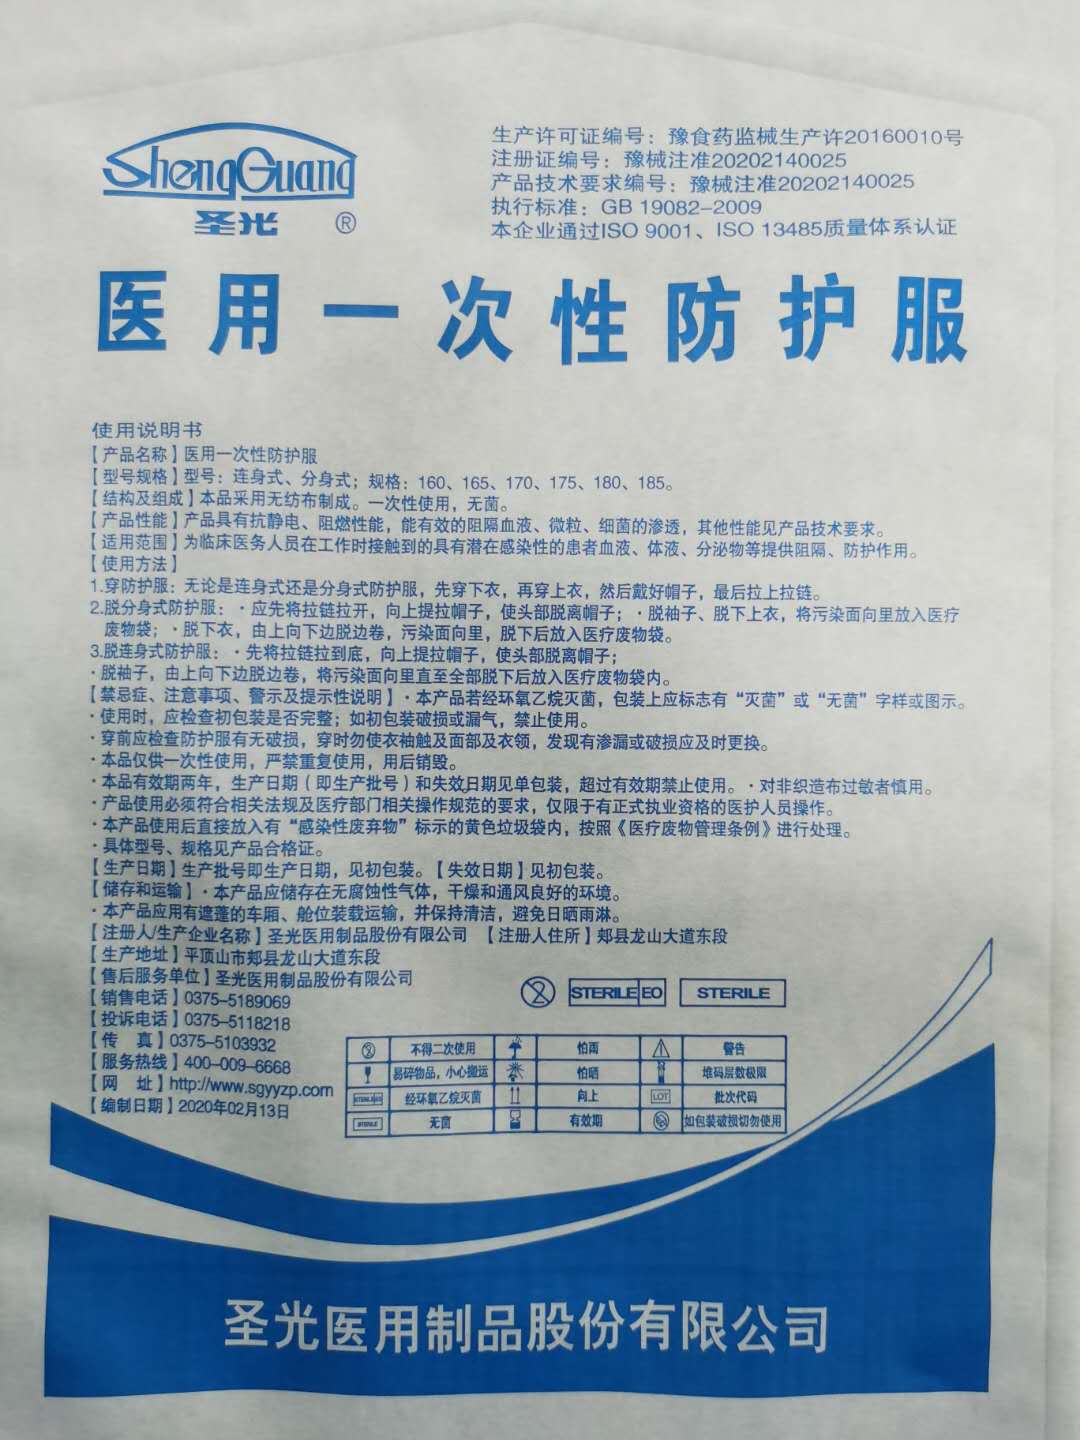 ShengGuang
圣光 ®
生产许可证编号：豫食药监械生产许20160010号
注册证编号：豫械注准20202140025
产品技术要求编号：豫械注准20202140025
执行标准：GB 19082-2009
本企业通过ISO 9001、ISO 13485质量体系认证
医用一次性防护服
使用说明书
【产品名称】医用一次性防护服
【型号规格】型号：连身式、分身式；规格：160、165、170、175、180、185。
【结构及组成】本品采用无纺布制成。一次性使用，无菌。
【产品性能】产品具有抗静电、阻燃性能，能有效的阻隔血液、微粒、细菌的渗透，其他性能见产品技术要求。
【适用范围】为临床医务人员在工作时接触到的具有潜在感染性的患者血液、体液、分泌物等提供阻隔、防护作用。
【使用方法】
1.穿防护服：无论是连身式还是分身式防护服，先穿下衣，再穿上衣，然后戴好帽子，最后拉上拉链。
2.脱分身式防护服：·应先将拉链拉开，向上提拉帽子，使头部脱离帽子；·脱袖子、脱下上衣，将污染面向里放入医疗
废物袋；·脱下衣，由上向下边脱边卷，污染面向里，脱下后放入医疗废物袋。
3.脱连身式防护服：·先将拉链拉到底，向上提拉帽子，使头部脱离帽子；
·脱袖子，由上向下边脱边卷，将污染面向里直至全部脱下后放入医疗废物袋内。
【禁忌症、注意事项、警示及提示性说明】·本产品若经环氧乙烷灭菌，包装上应标志有“灭菌”或“无菌”字样或图示。
·使用时，应检查初包装是否完整；如初包装破损或漏气，禁止使用。
·穿前应检查防护服有无破损，穿时勿使衣袖触及面部及衣领，发现有渗漏或破损应及时更换。
·本品仅供一次性使用，严禁重复使用，用后销毁。
·本品有效期两年，生产日期（即生产批号）和失效日期见单包装，超过有效期禁止使用。·对非织造布过敏者慎用。
·产品使用必须符合相关法规及医疗部门相关操作规范的要求，仅限于有正式执业资格的医护人员操作。
·本产品使用后直接放入有“感染性废弃物”标示的黄色垃圾袋内，按照《医疗废物管理条例》进行处理。
·具体型号、规格见产品合格证。
【生产日期】生产批号即生产日期，见初包装。【失效日期】见初包装。
【储存和运输】·本产品应储存在无腐蚀性气体，干燥和通风良好的环境。
·本产品应用有遮蓬的车厢、舱位装载运输，并保持清洁，避免日晒雨淋。
【注册人/生产企业名称】圣光医用制品股份有限公司 【注册人住所】郏县龙山大道东段
【生产地址】平顶山市郏县龙山大道东段
【售后服务单位】圣光医用制品股份有限公司
【销售电话】0375-5189069
【投诉电话】0375-5118218
【传 真】0375-5103932
【服务热线】400-009-6668
【网 址】http://www.sgyyzp.com
【编制日期】2020年02月13日
2 STERILE EO STERILE
2 不得二次使用 怕雨 警告
易碎物品，小心搬运 怕晒 堆码层数极限
STERILE EO 经环氧乙烷灭菌 向上 LOT 批次代码
STERILE 无菌 有效期 如包装破损切勿使用
圣光医用制品股份有限公司